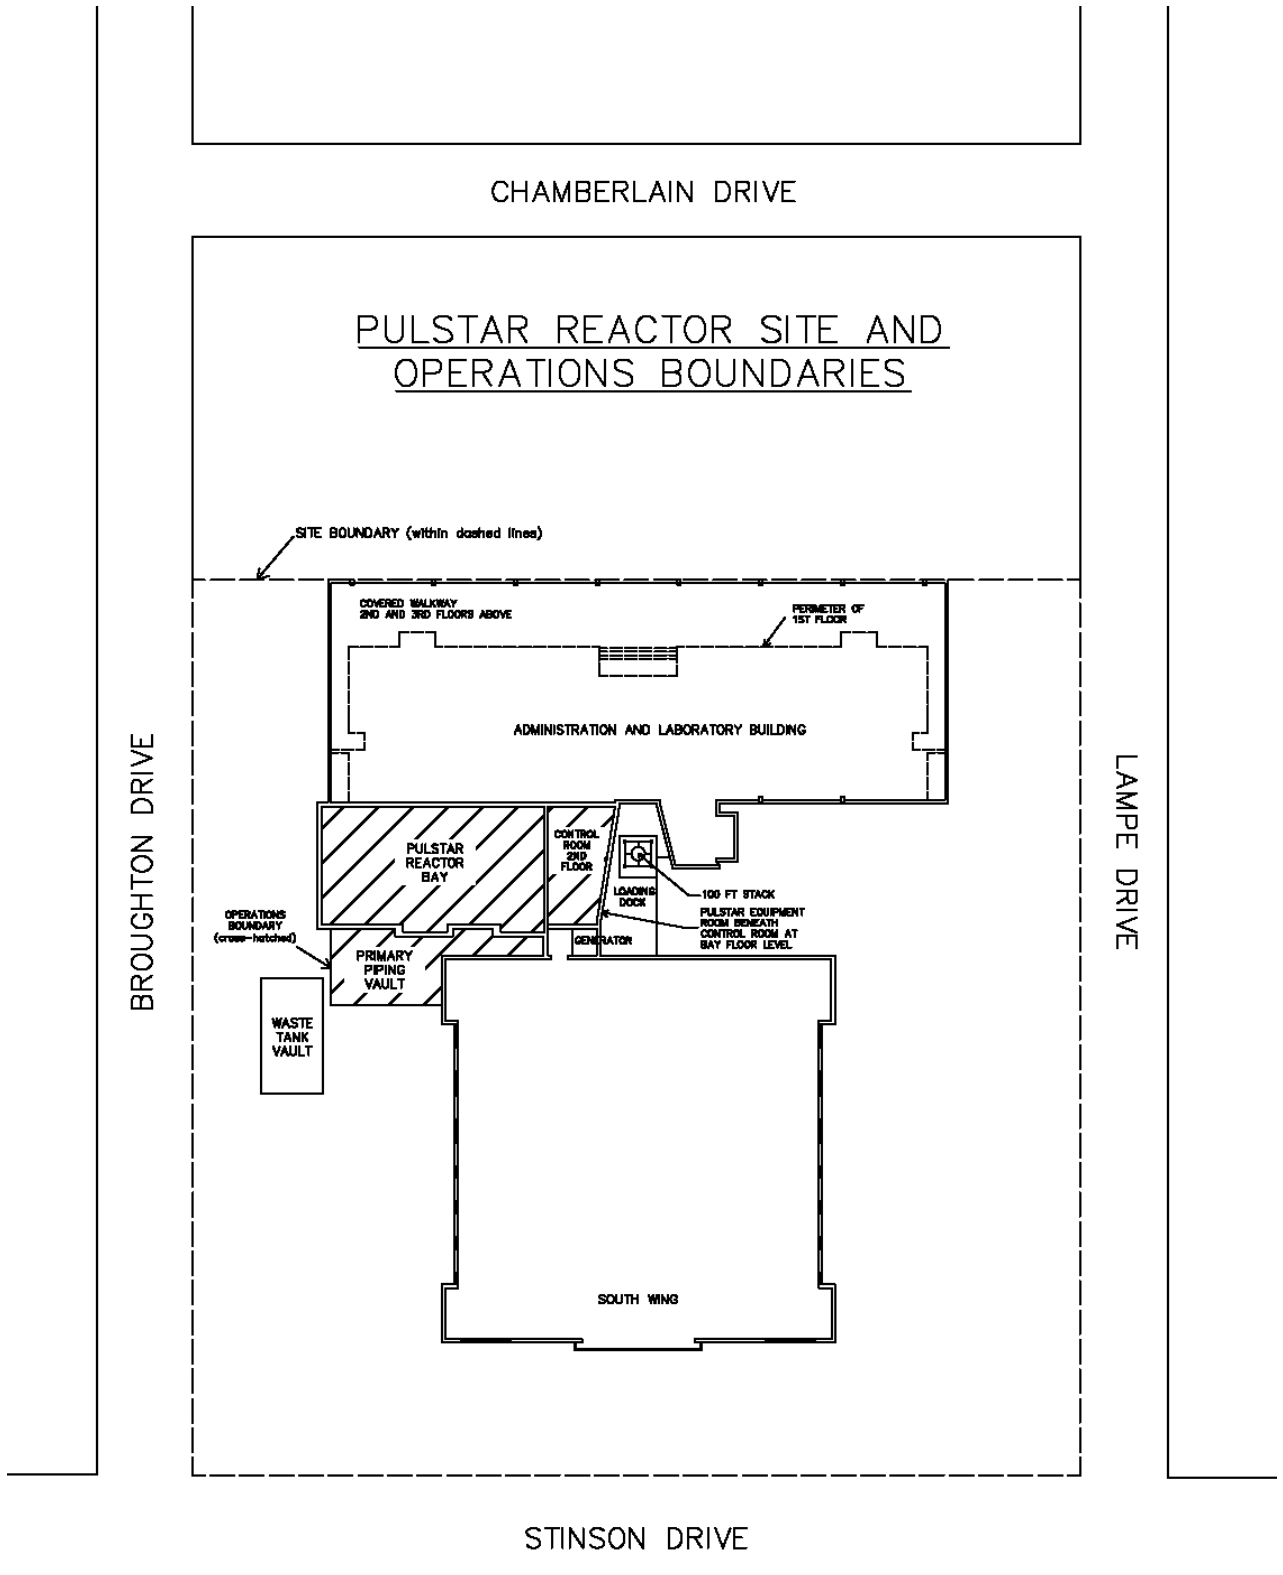 CHAMBERLAIN DRIVE
PULSTAR REACTOR SITE AND
OPERATIONS BOUNDARIES
SITE BOUNDARY (within dashed lines)
COVERED WALKWAY
2ND AND 3RD FLOORS ABOVE
PERIMETER OF
1ST FLOOR
ADMINISTRATION AND LABORATORY BUILDING
BROUGHTON DRIVE
LAMPE DRIVE
PULSTAR
REACTOR
BAY
CONTROL
ROOM
2ND
FLOOR
LOADING
DOCK
100 FT STACK
PULSTAR EQUIPMENT
ROOM BENEATH
CONTROL ROOM AT
BAY FLOOR LEVEL
OPERATIONS
BOUNDARY
(cross-hatched)
GENERATOR
PRIMARY
PIPING
VAULT
WASTE
TANK
VAULT
SOUTH WING
STINSON DRIVE